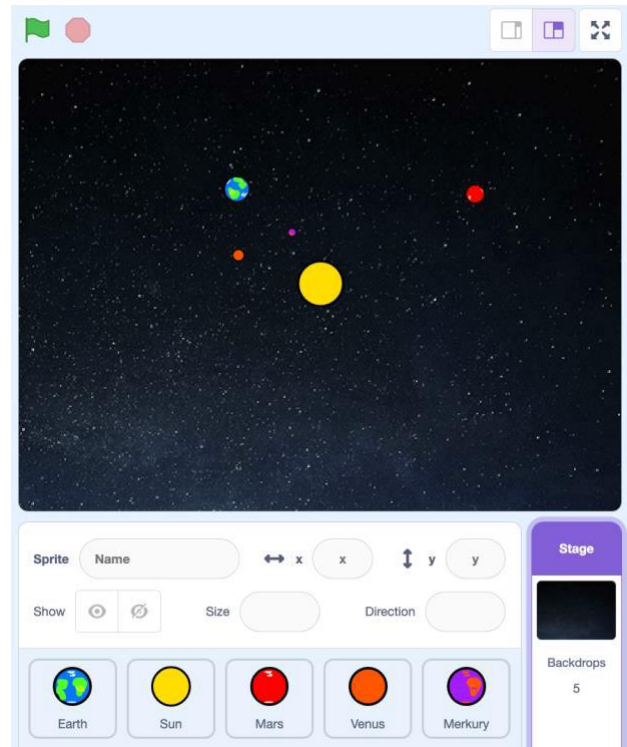 Sprite Name x x y y
Show Size Direction
Stage
Backdrops
5
Earth Sun Mars Venus Merkury